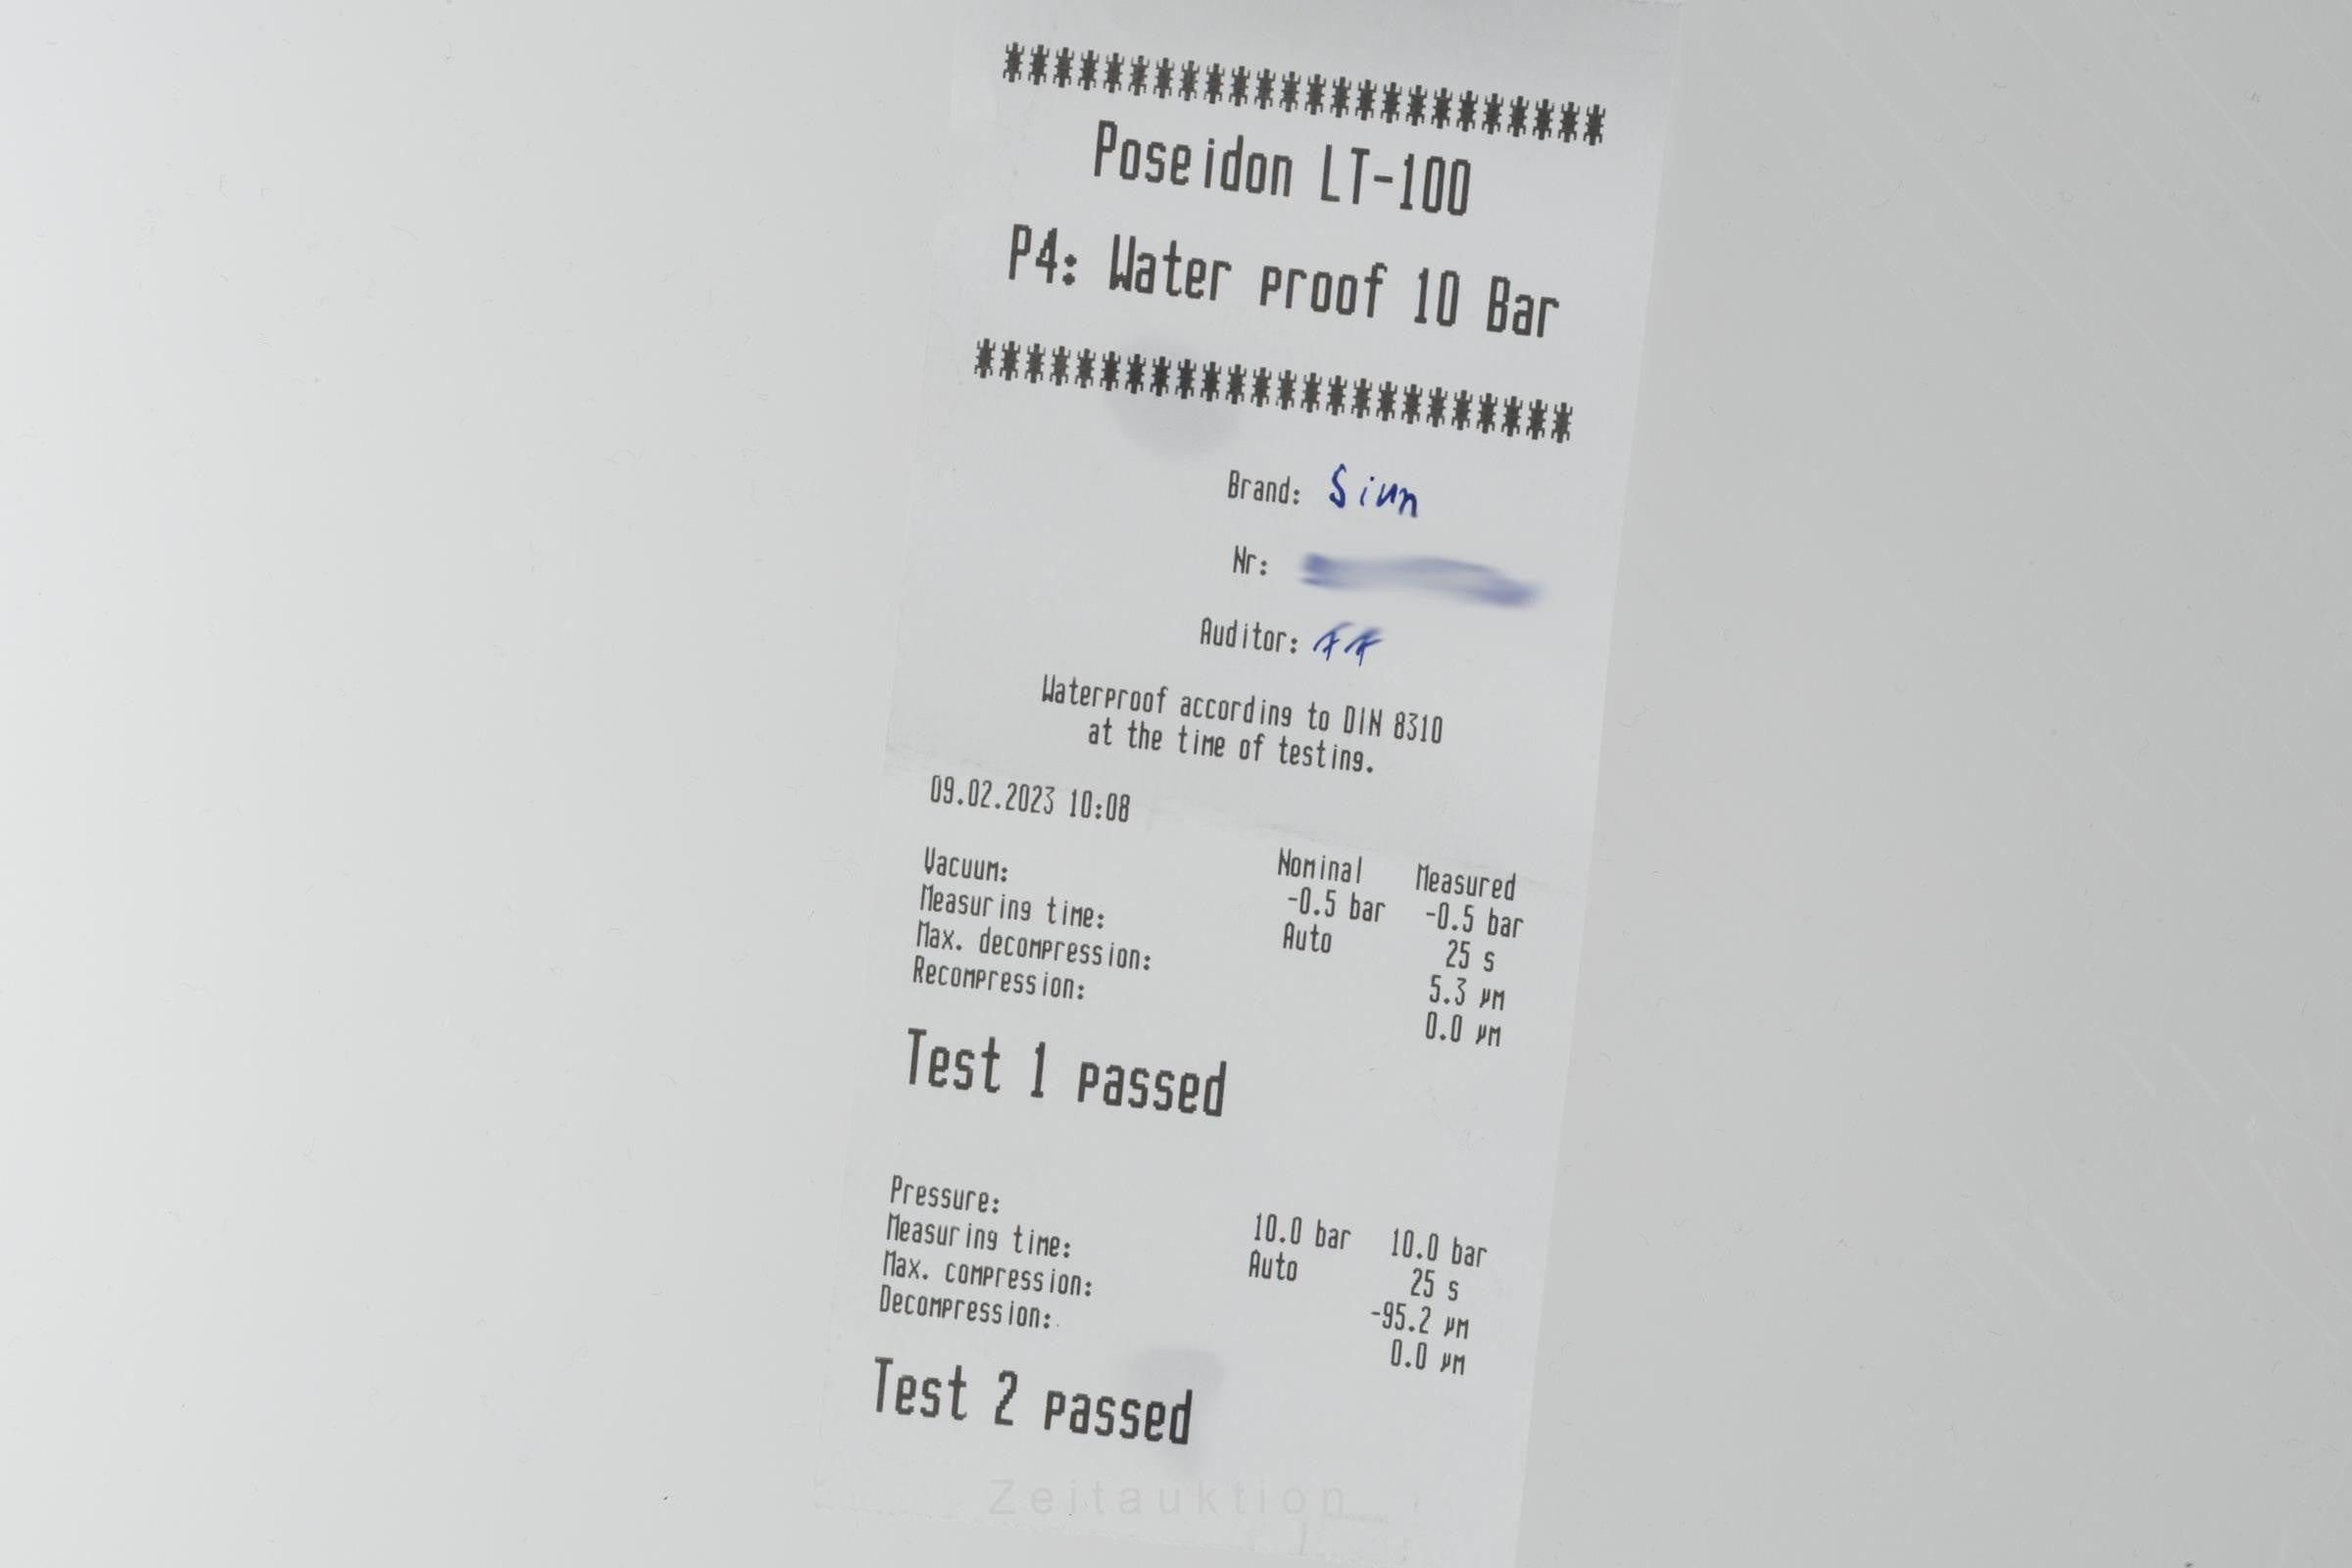 ************************
Poseidon LT-100
P4: Water proof 10 Bar
************************
Brand: Sinn
Nr:
Auditor:
Waterproof according to DIN 8310
at the time of testing.
09.02.2023 10:08
Nominal Measured
Vacuum: -0.5 bar -0.5 bar
Measuring time: Auto 25 s
Max. decompression: 5.3 µm
Recompression: 0.0 µm
Test 1 passed
Pressure: 10.0 bar 10.0 bar
Measuring time: Auto 25 s
Max. compression: -95.2 µm
Decompression: 0.0 µm
Test 2 passed
Zeitauktion